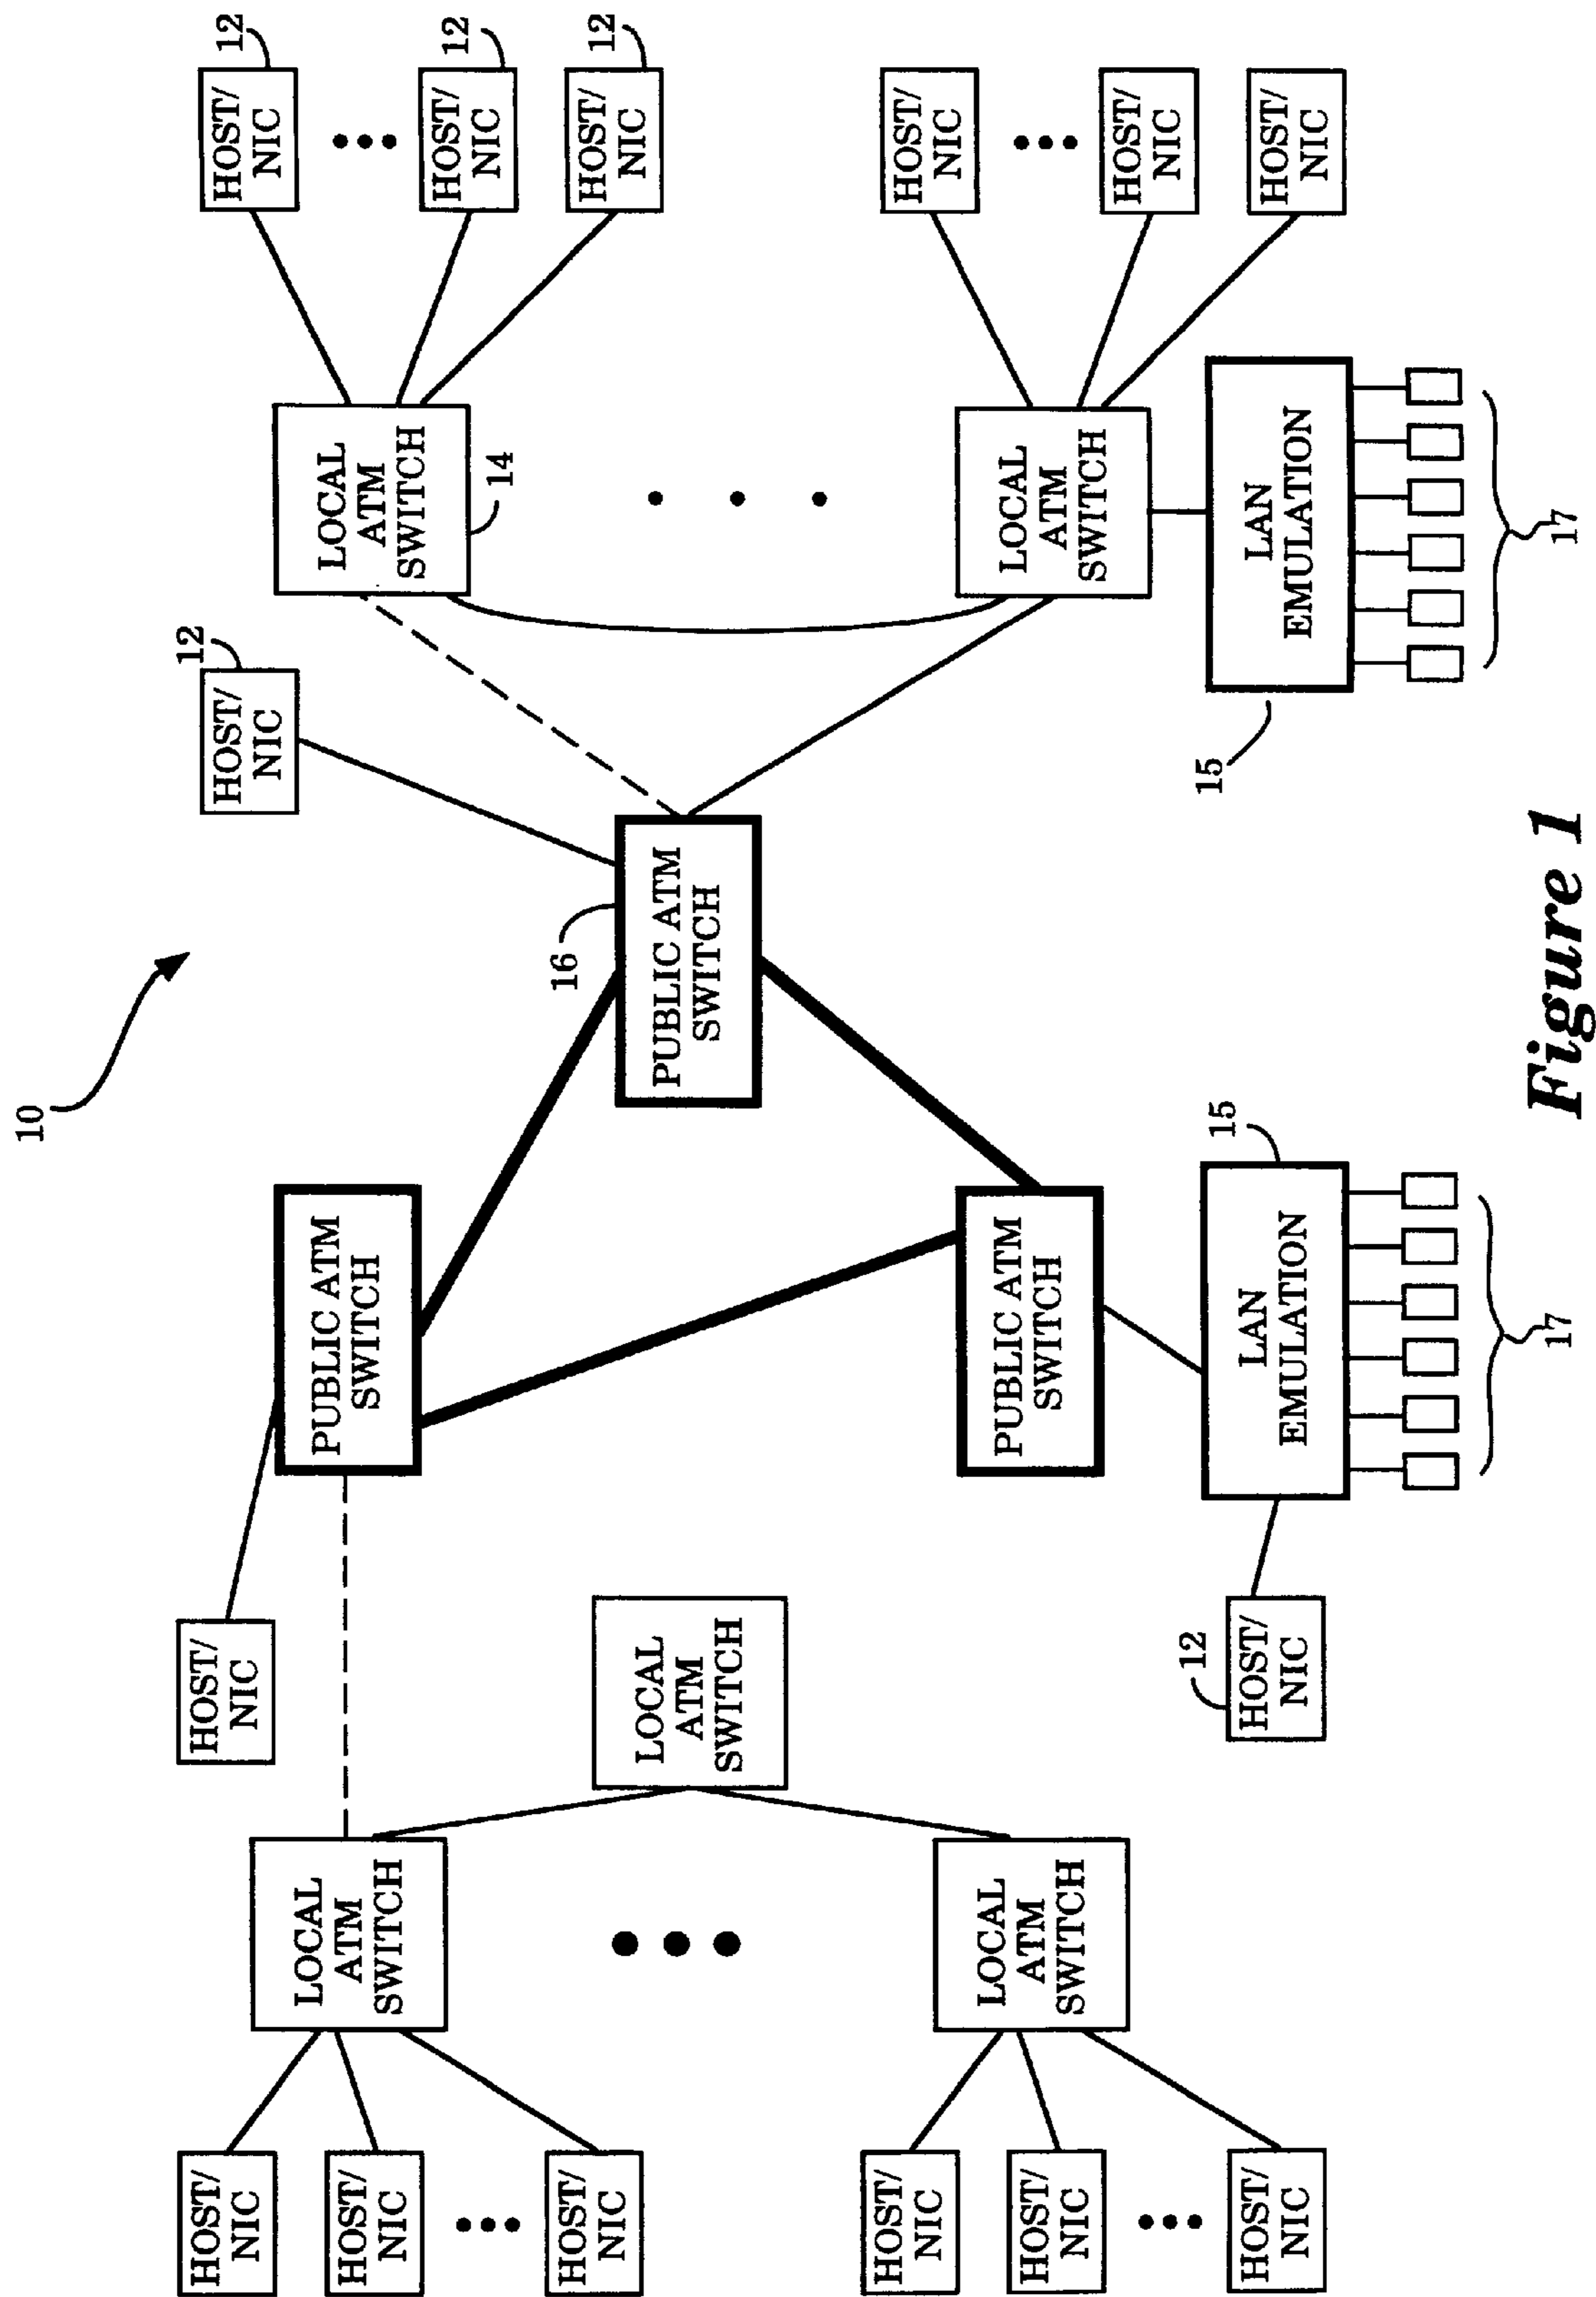 10
12
HOST/
NIC
HOST/
NIC
HOST/
NIC
HOST/
NIC
12
HOST/
NIC
LOCAL
ATM
SWITCH
PUBLIC ATM
SWITCH
LOCAL
ATM
SWITCH
14
HOST/
NIC
12
HOST/
NIC
16
HOST/
NIC
12
LOCAL
ATM
SWITCH
PUBLIC ATM
SWITCH
HOST/
NIC
HOST/
NIC
LOCAL
ATM
SWITCH
PUBLIC ATM
SWITCH
LOCAL
ATM
SWITCH
HOST/
NIC
HOST/
NIC
HOST/
NIC
12
HOST/
NIC
15
LAN
EMULATION
15
LAN
EMULATION
HOST/
NIC
17
17
Figure 1